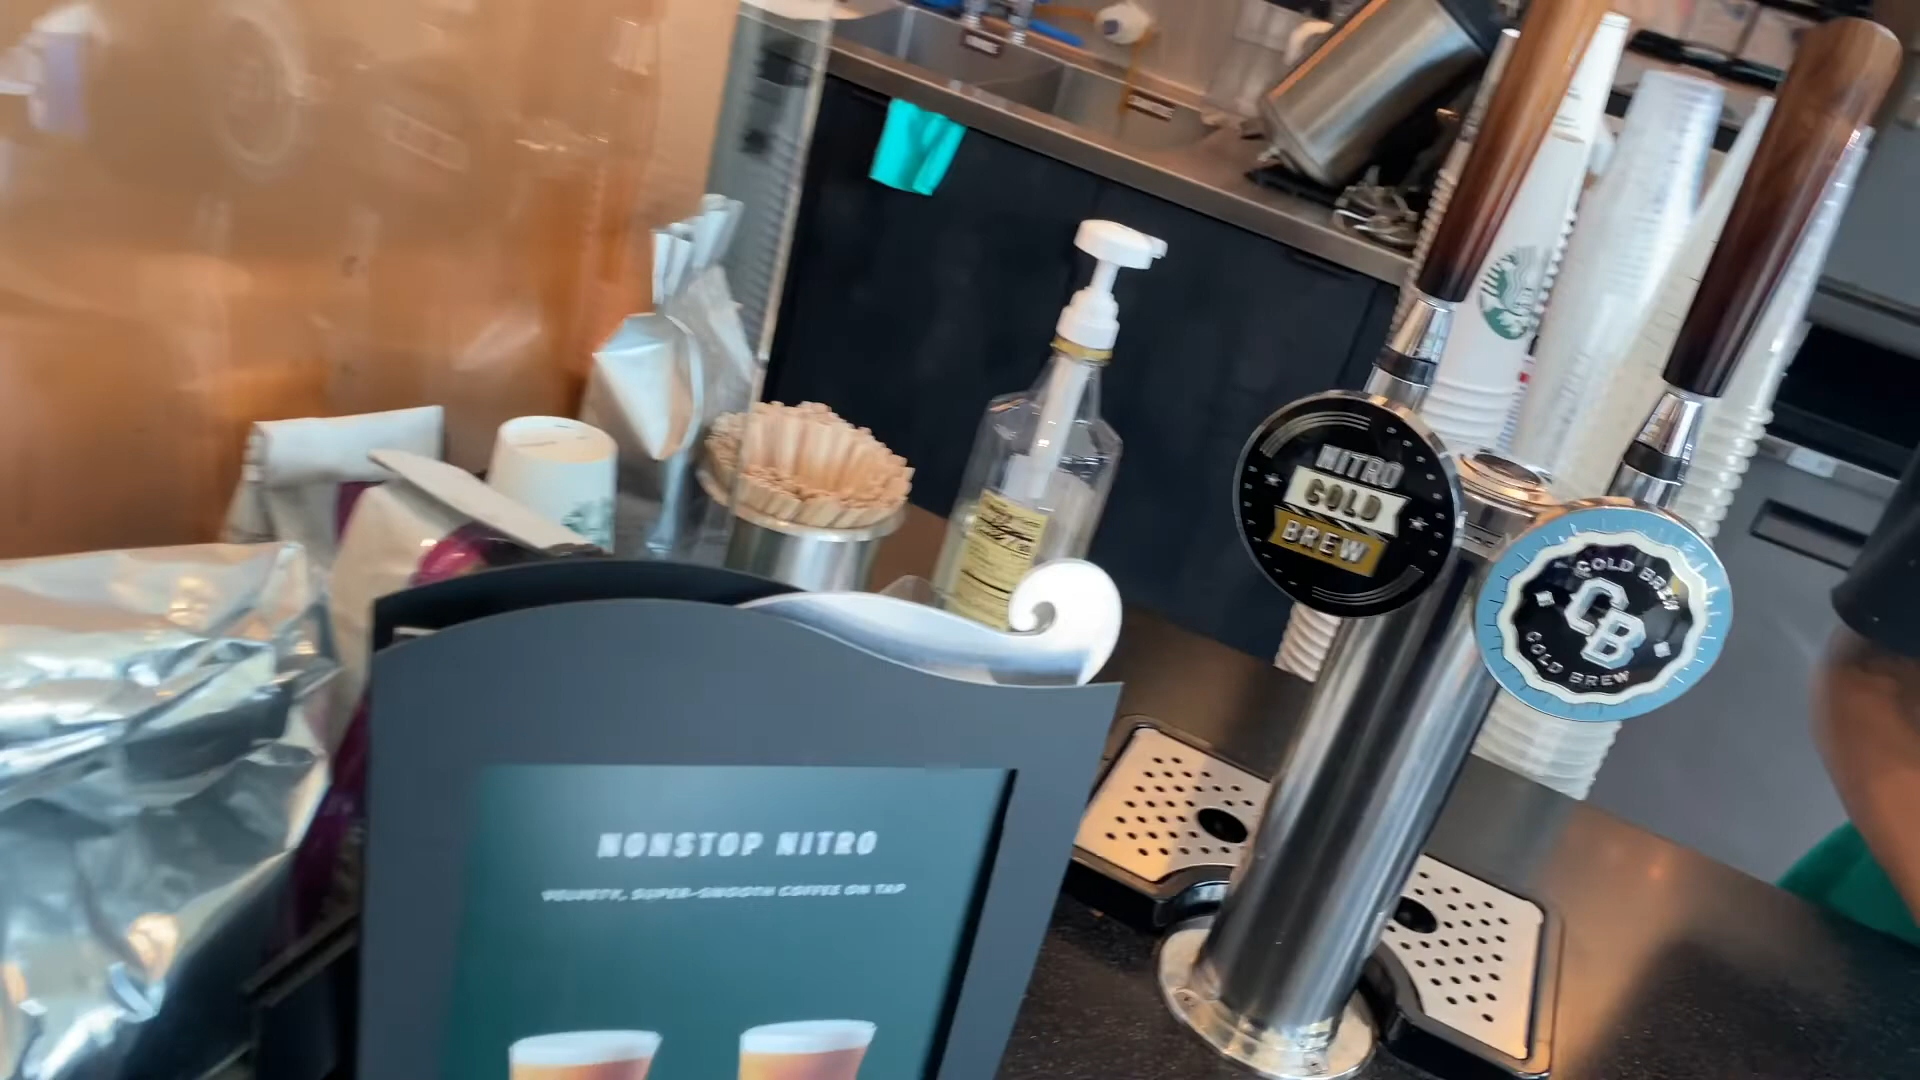 NITRO
COLD
BREW
COLD BREW
CB
COLD BREW
NONSTOP NITRO
VELVETY, SUPER-SMOOTH COFFEE ON TAP